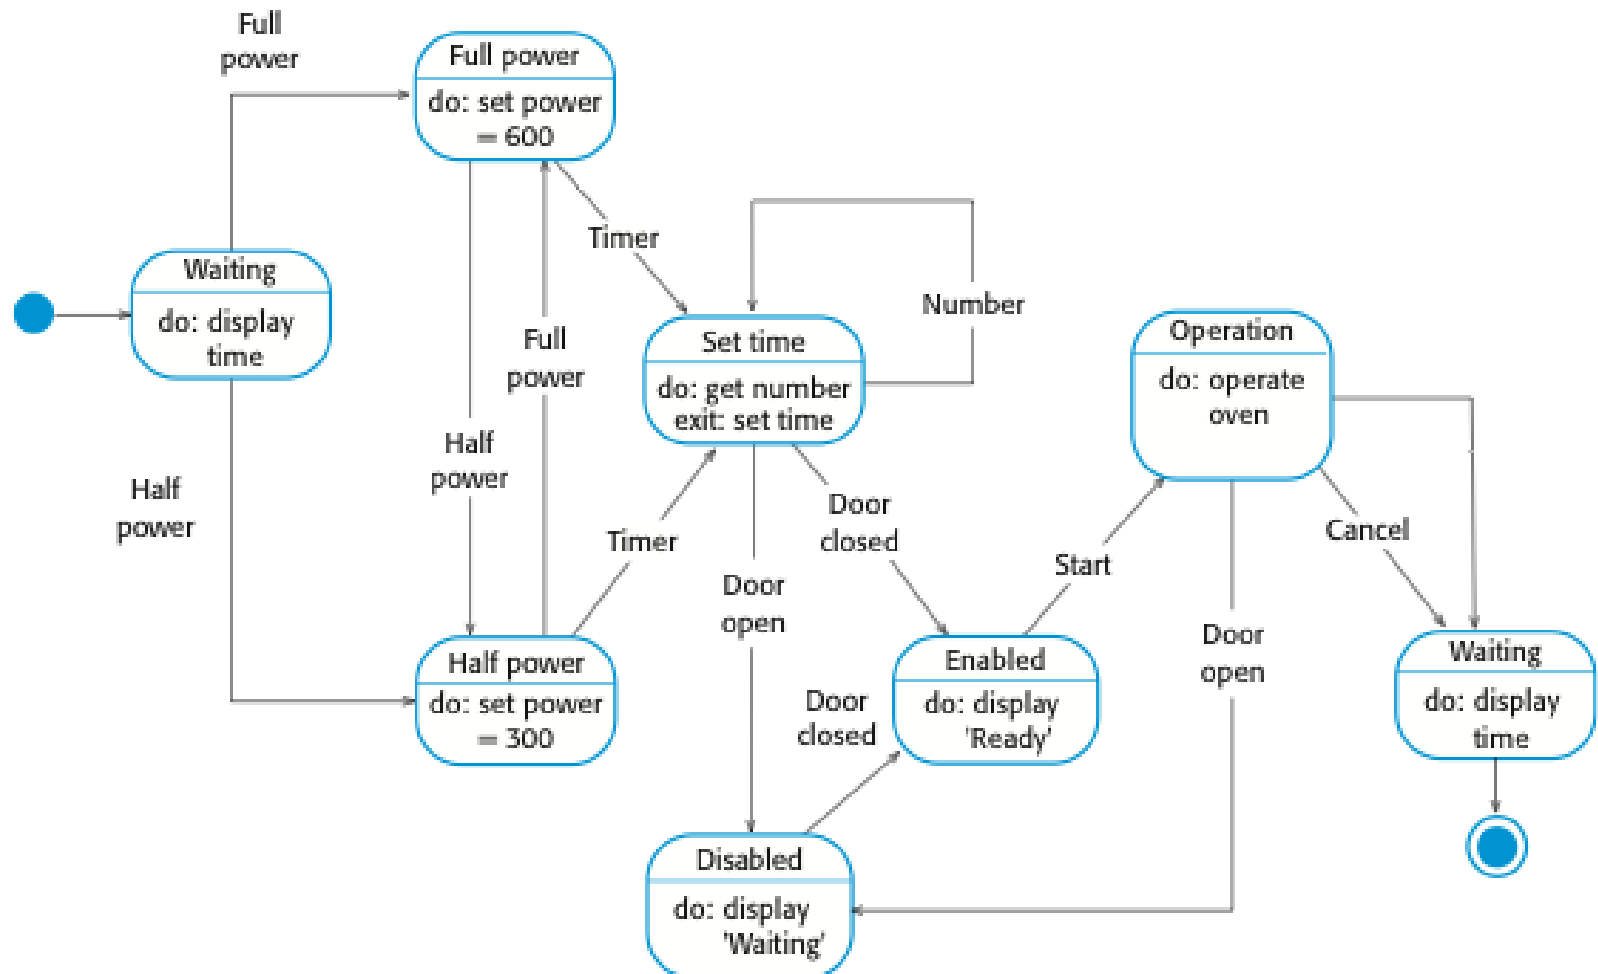 Full
power
Full power
do: set power
= 600
Timer
Waiting
do: display
time
Number
Full
power
Set time
do: get number
exit: set time
Operation
do: operate
oven
Half
power
Half
power
Timer
Door
closed
Door
open
Start
Cancel
Door
open
Half power
do: set power
= 300
Enabled
do: display
'Ready'
Waiting
do: display
time
Door
closed
Disabled
do: display
'Waiting'